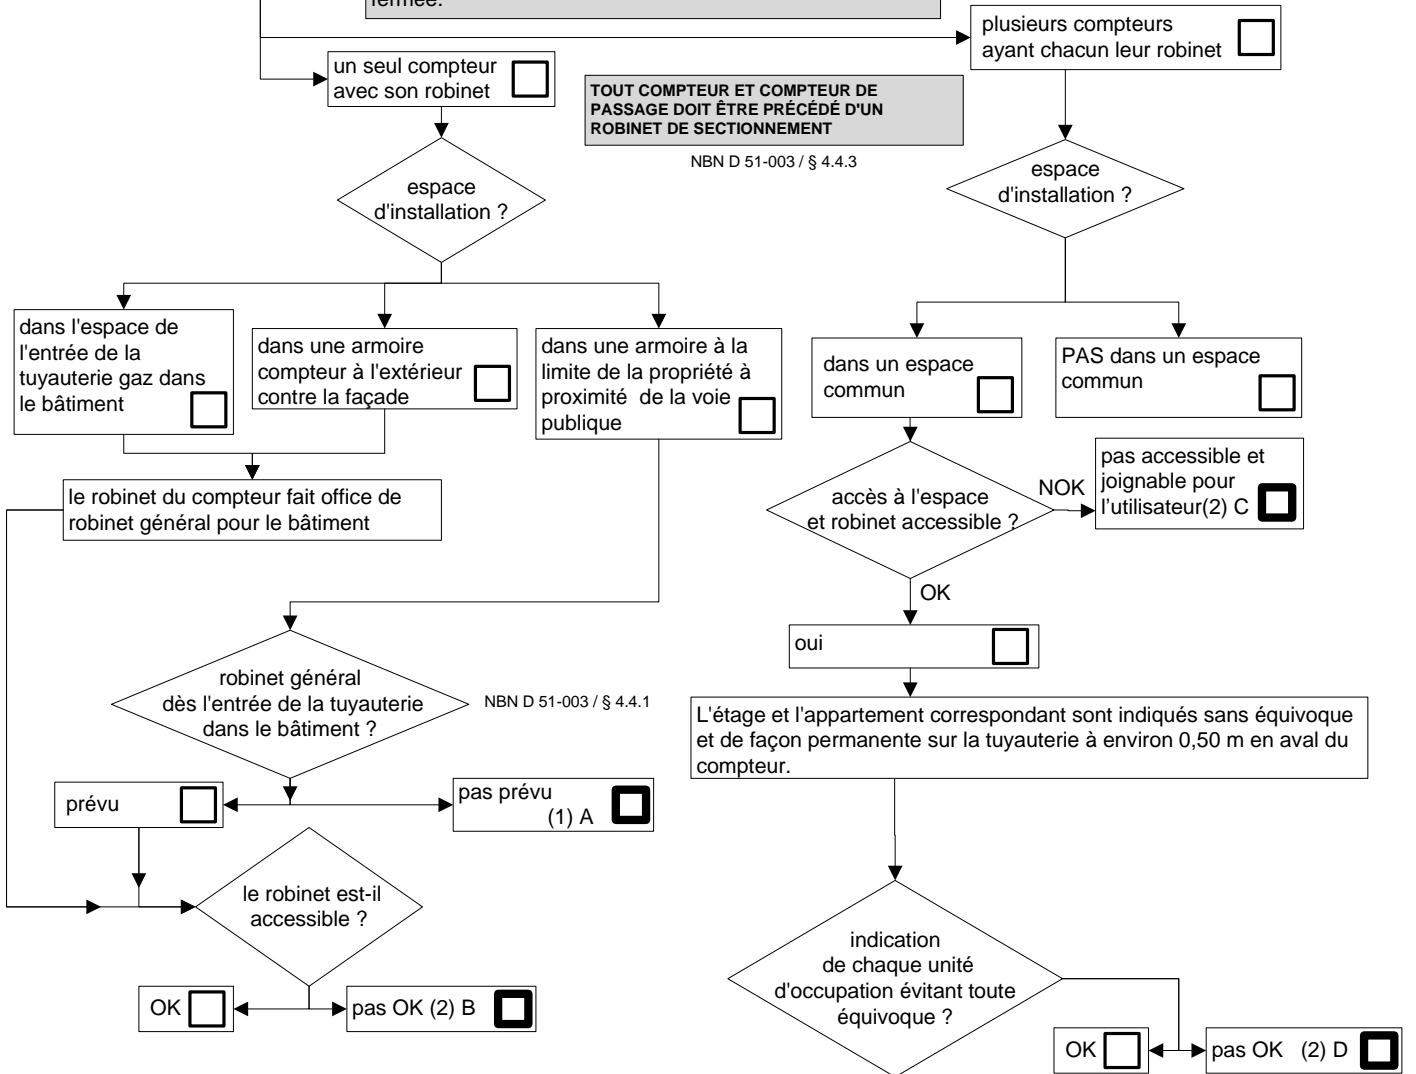 fermée.
plusieurs compteurs
ayant chacun leur robinet
un seul compteur
avec son robinet
TOUT COMPTEUR ET COMPTEUR DE
PASSAGE DOIT ÊTRE PRÉCÉDÉ D'UN
ROBINET DE SECTIONNEMENT
NBN D 51-003 / § 4.4.3
espace
d'installation ?
espace
d'installation ?
dans l'espace de
l'entrée de la
tuyauterie gaz dans
le bâtiment
dans une armoire
compteur à l'extérieur
contre la façade
dans une armoire à la
limite de la propriété à
proximité de la voie
publique
dans un espace
commun
PAS dans un espace
commun
le robinet du compteur fait office de
robinet général pour le bâtiment
accès à l'espace
et robinet accessible ?
NOK
pas accessible et
joignable pour
l'utilisateur(2) C
OK
oui
robinet général
dès l'entrée de la tuyauterie
dans le bâtiment ?
NBN D 51-003 / § 4.4.1
L'étage et l'appartement correspondant sont indiqués sans équivoque
et de façon permanente sur la tuyauterie à environ 0,50 m en aval du
compteur.
prévu
pas prévu
(1) A
le robinet est-il
accessible ?
OK
pas OK (2) B
indication
de chaque unité
d'occupation évitant toute
équivoque ?
OK
pas OK (2) D